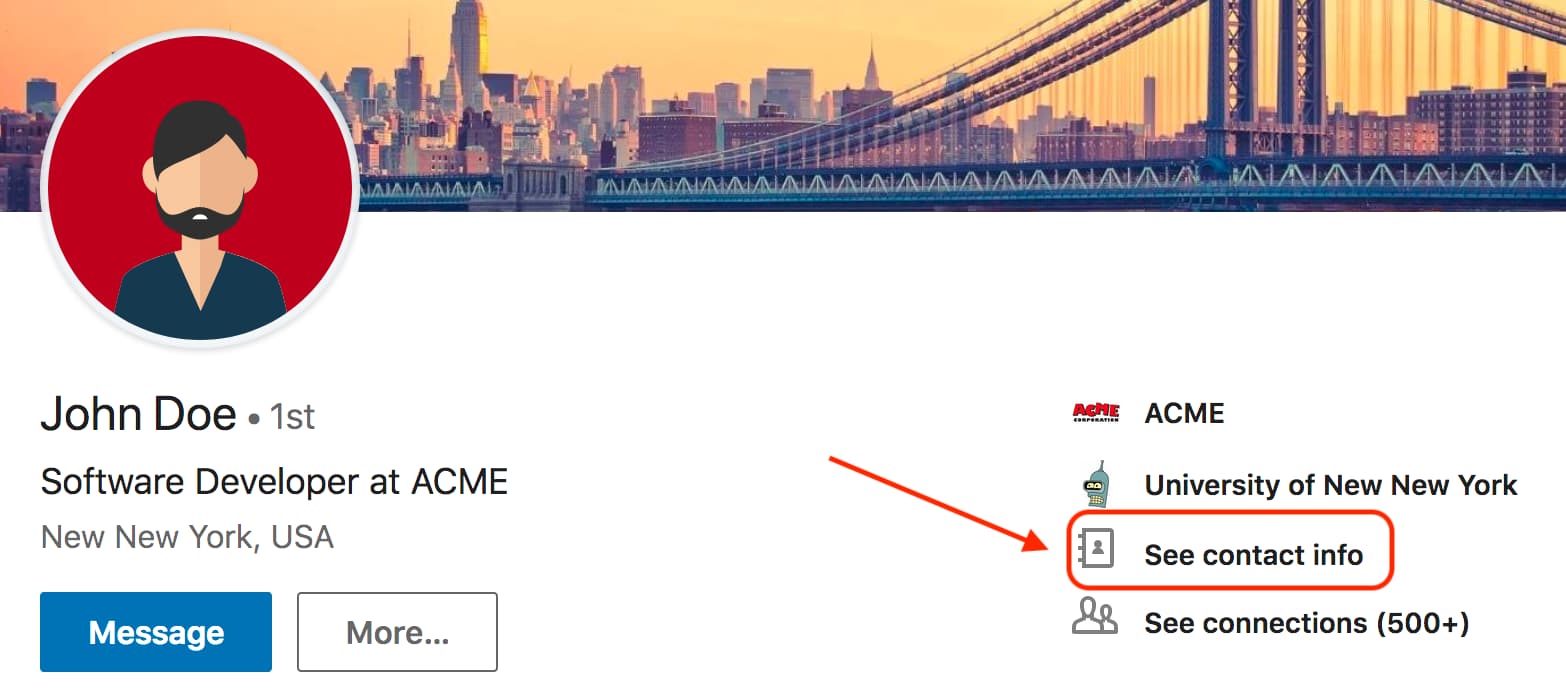 John Doe • 1st
Software Developer at ACME
New New York, USA
Message
More...
ACME CORPORATION
ACME
University of New New York
See contact info
See connections (500+)